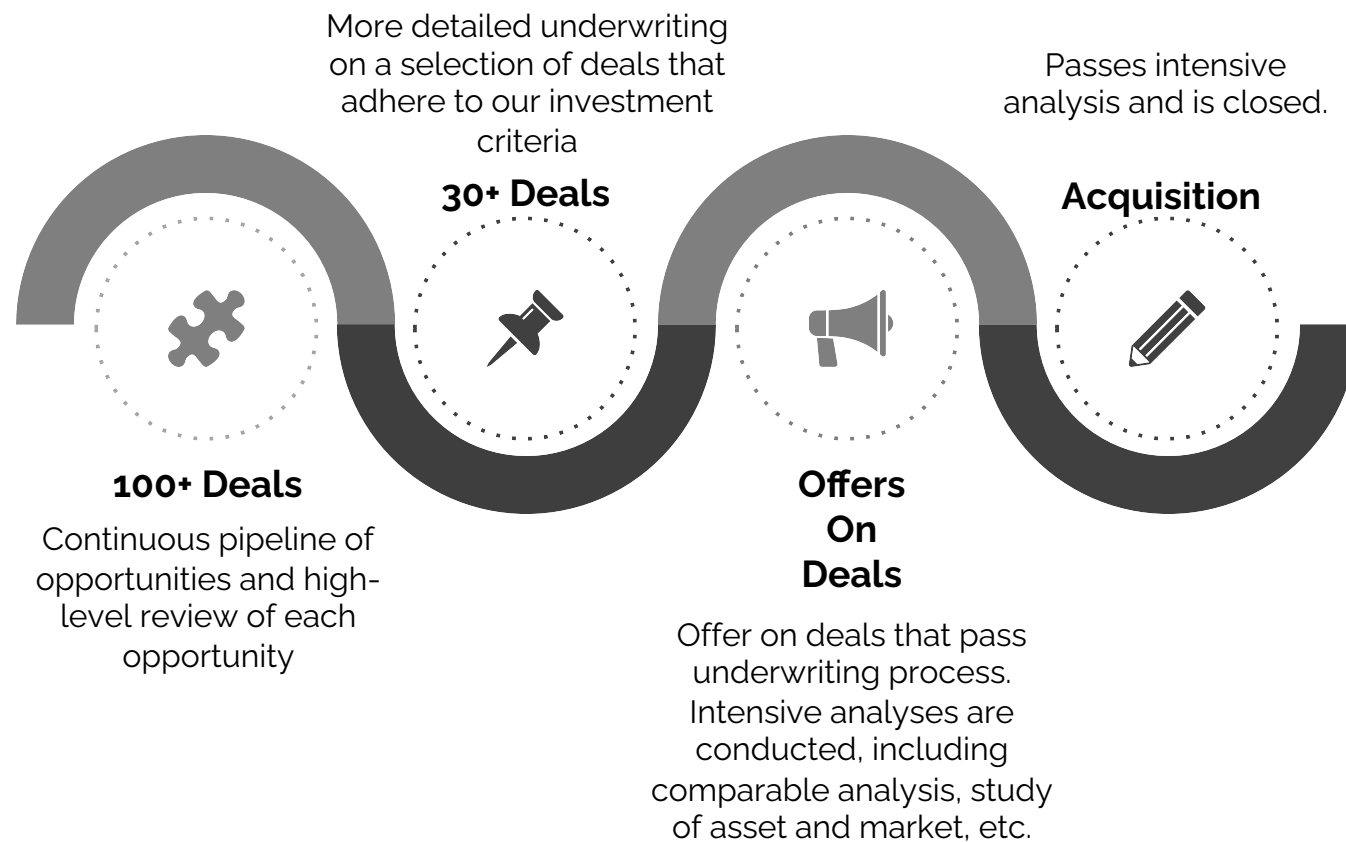 100+ Deals
Continuous pipeline of
opportunities and high-
level review of each
opportunity
More detailed underwriting
on a selection of deals that
adhere to our investment
criteria
30+ Deals
Offers
On
Deals
Offer on deals that pass
underwriting process.
Intensive analyses are
conducted, including
comparable analysis, study
of asset and market, etc.
Passes intensive
analysis and is closed.
Acquisition